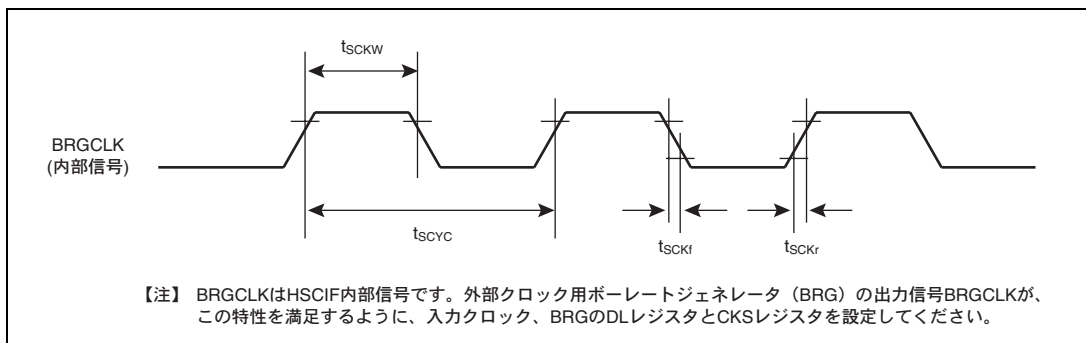 tSCKW
BRGCLK
(内部信号)
tSCYC
tSCKf
tSCKr
【注】 BRGCLKはHSCIF内部信号です。外部クロック用ボーレートジェネレータ（BRG）の出力信号BRGCLKが、
この特性を満足するように、入力クロック、BRGのDLレジスタとCKSレジスタを設定してください。